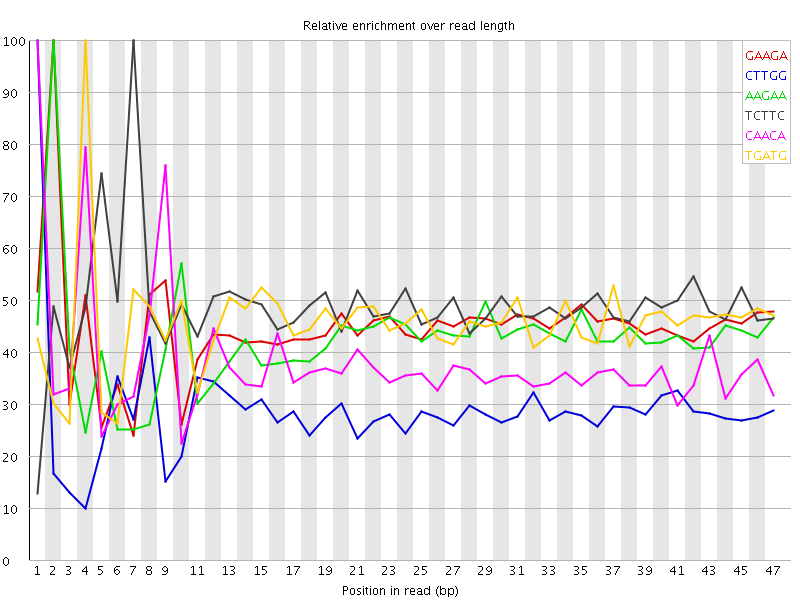 Relative enrichment over read length
100
90
80
70
60
50
40
30
20
10
0
GAAGA
CTTGG
AAGAA
TCTTC
CAACA
TGATG
1 2 3 4 5 6 7 8 9 11 13 15 17 19 21 23 25 27 29 31 33 35 37 39 41 43 45 47
Position in read (bp)